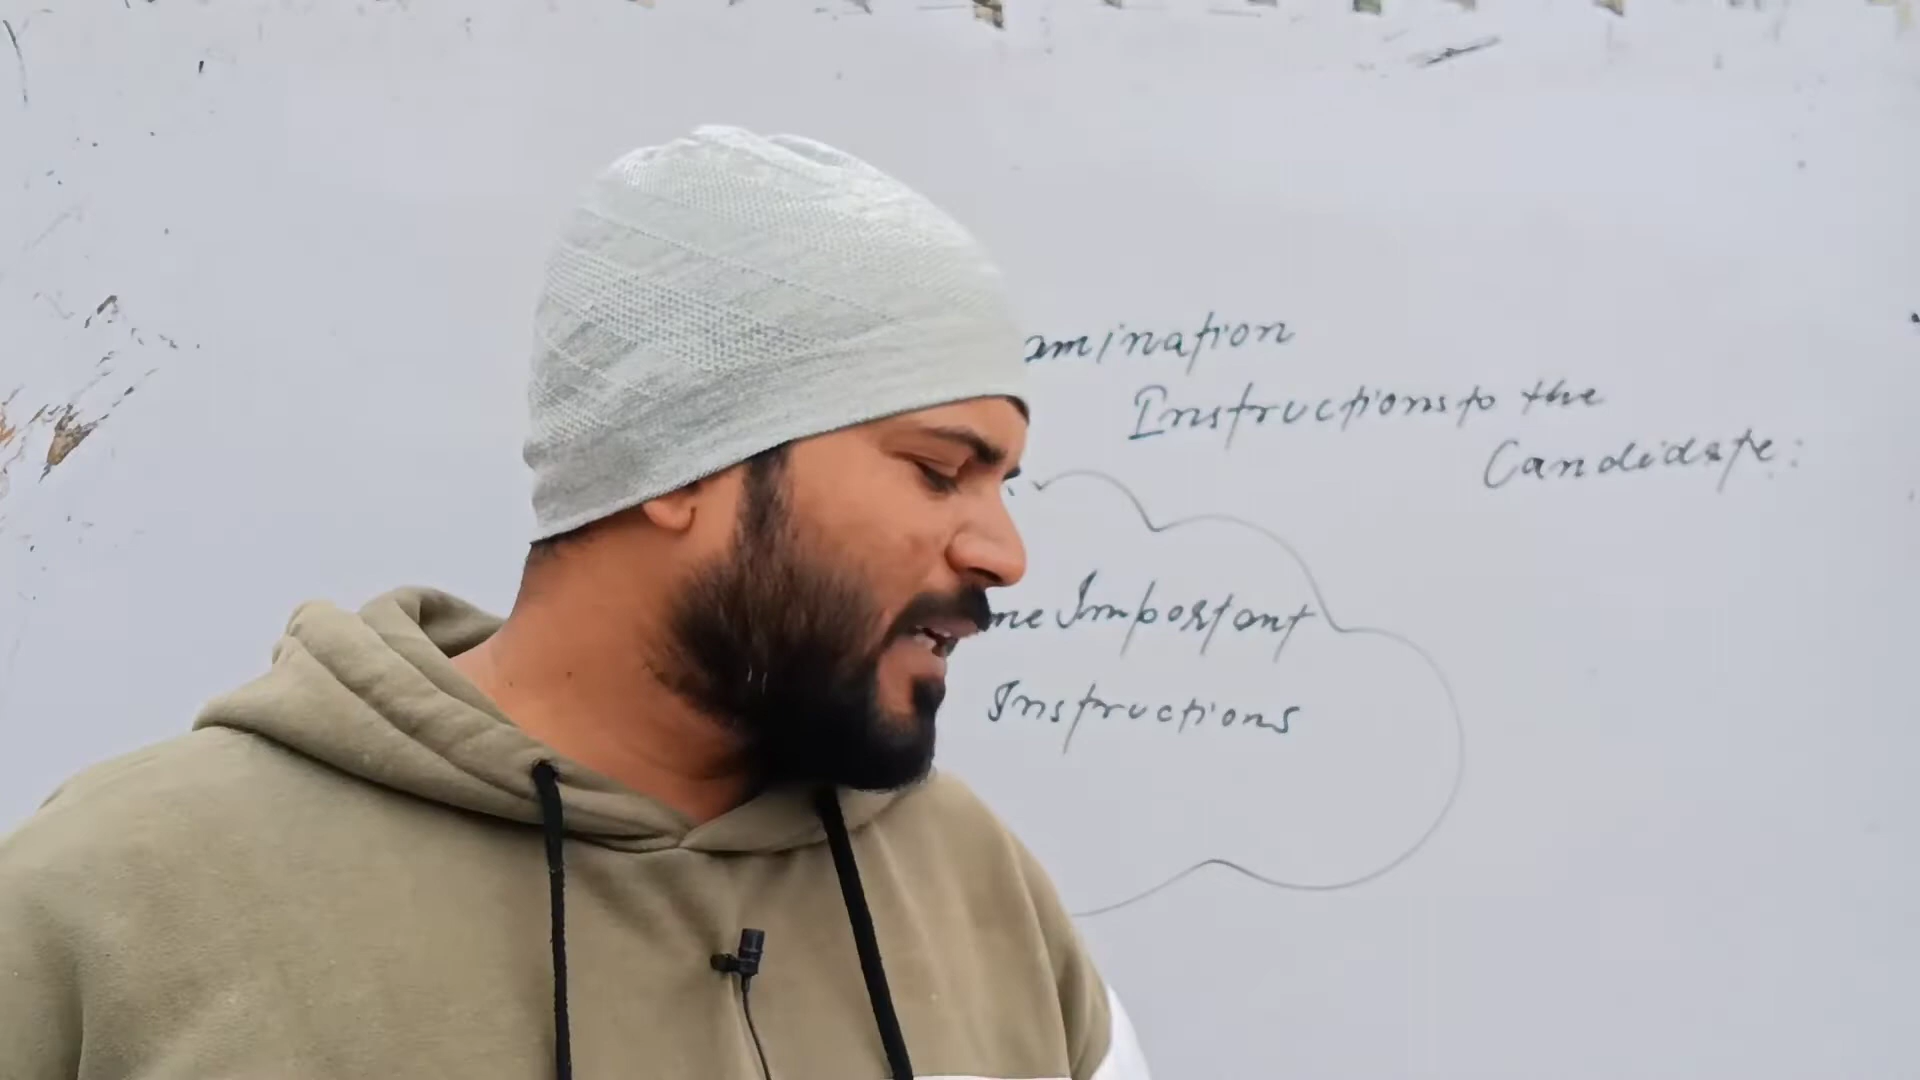 amination
Instructions to the
Candidate:
me Important
Instructions